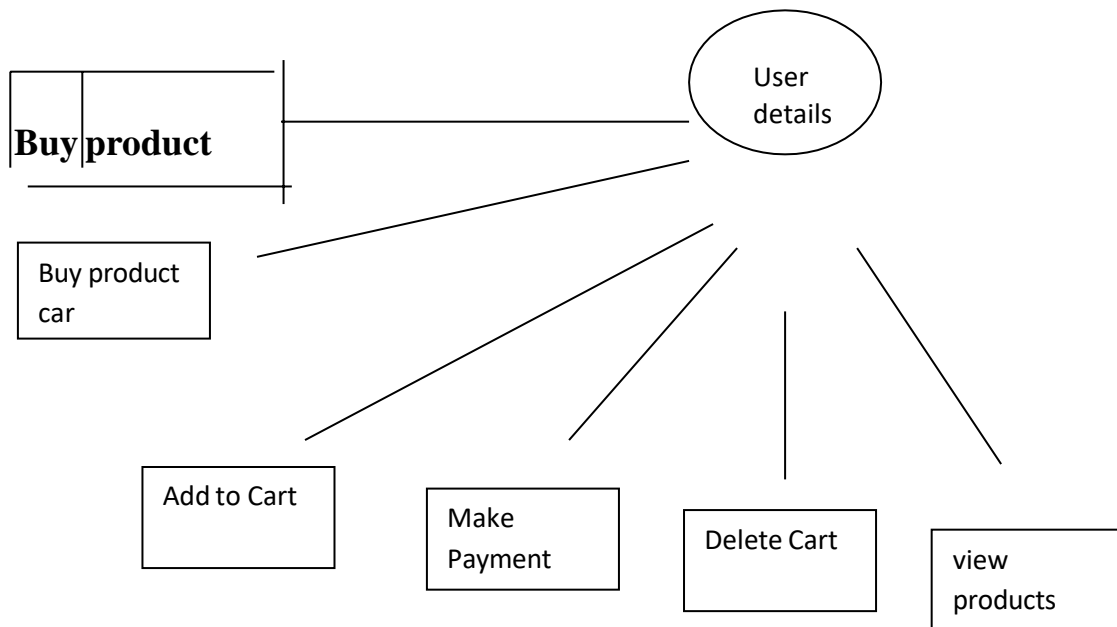 User
details
Buy product
Buy product
car
Add to Cart
Make
Payment
Delete Cart
view
products